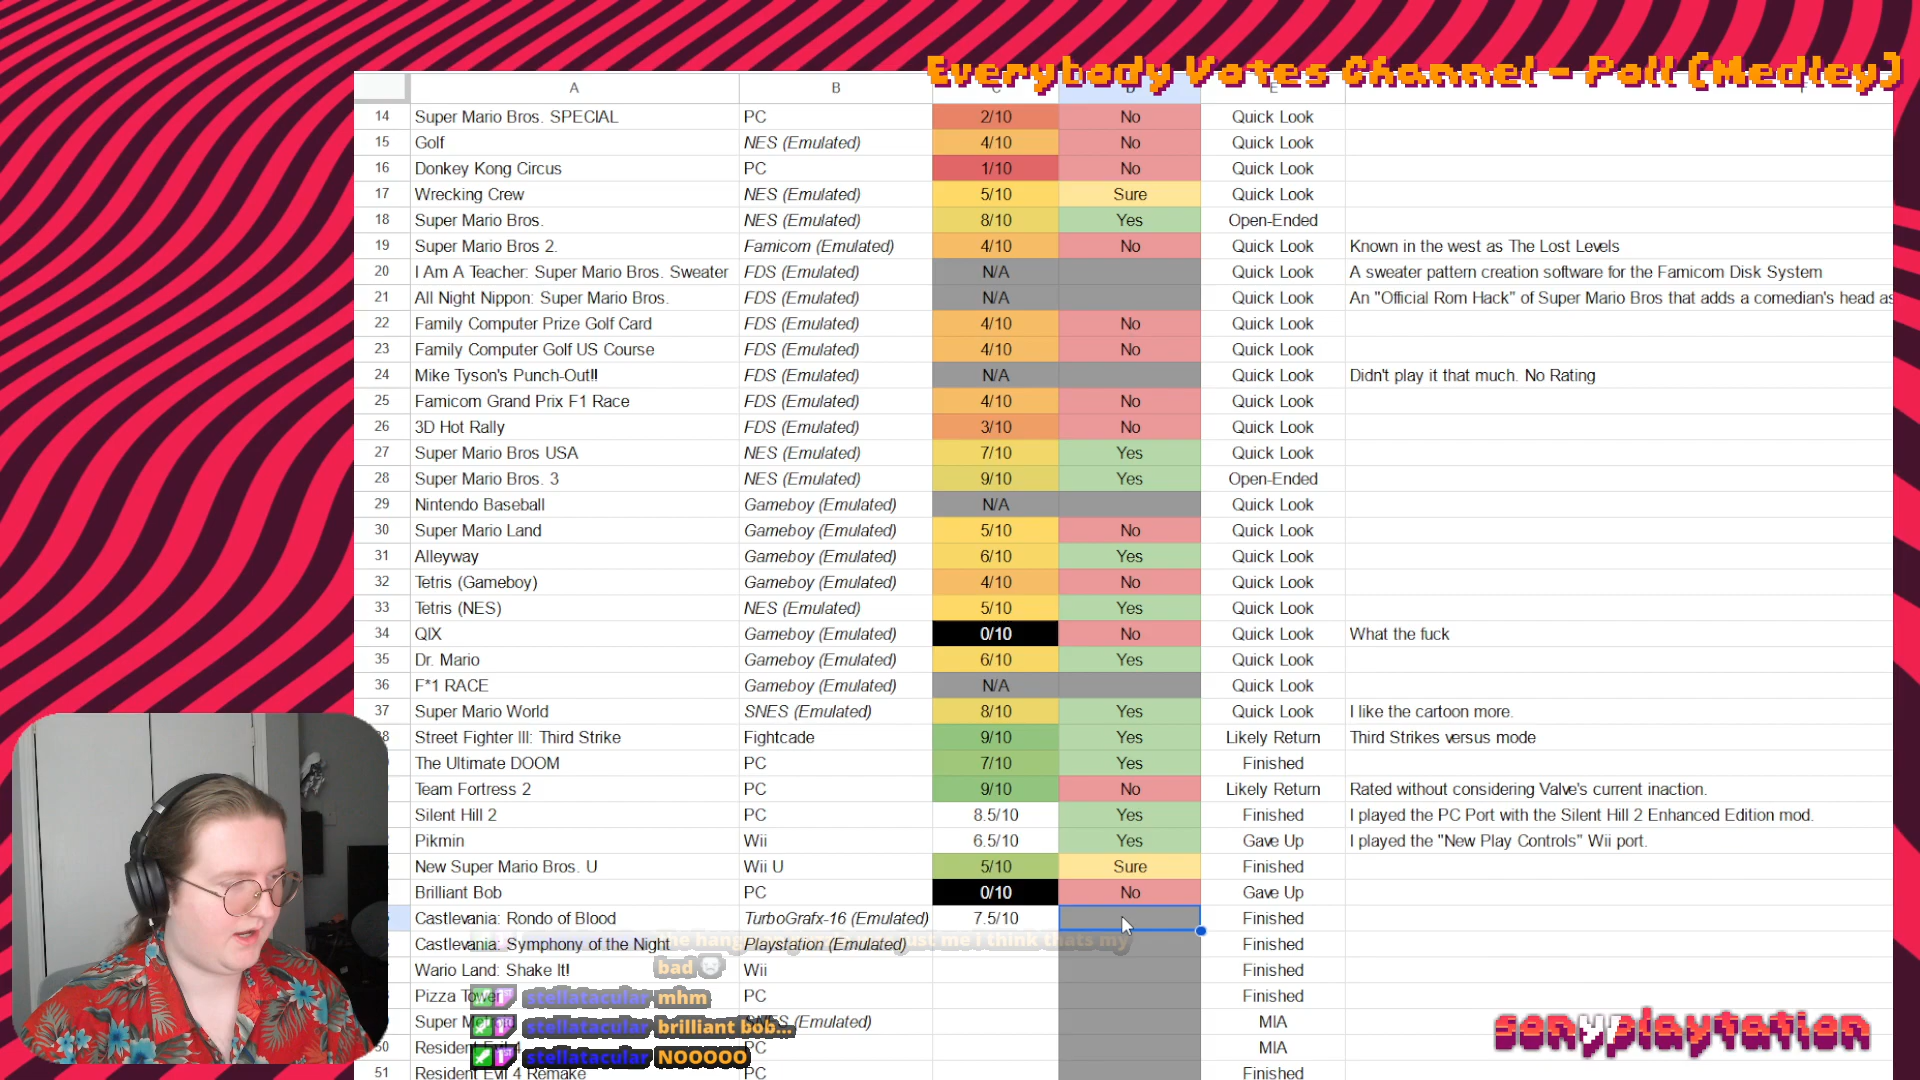 Everybody Votes Channel - Poll (Medley)
A B C D E F
14 Super Mario Bros. SPECIAL PC 2/10 No Quick Look
15 Golf NES (Emulated) 4/10 No Quick Look
16 Donkey Kong Circus PC 1/10 No Quick Look
17 Wrecking Crew NES (Emulated) 5/10 Sure Quick Look
18 Super Mario Bros. NES (Emulated) 8/10 Yes Open-Ended
19 Super Mario Bros 2. Famicom (Emulated) 4/10 No Quick Look Known in the west as The Lost Levels
20 I Am A Teacher: Super Mario Bros. Sweater FDS (Emulated) N/A Quick Look A sweater pattern creation software for the Famicom Disk System
21 All Night Nippon: Super Mario Bros. FDS (Emulated) N/A Quick Look An "Official Rom Hack" of Super Mario Bros that adds a comedian's head as
22 Family Computer Prize Golf Card FDS (Emulated) 4/10 No Quick Look
23 Family Computer Golf US Course FDS (Emulated) 4/10 No Quick Look
24 Mike Tyson's Punch-Out!! FDS (Emulated) N/A Quick Look Didn't play it that much. No Rating
25 Famicom Grand Prix F1 Race FDS (Emulated) 4/10 No Quick Look
26 3D Hot Rally FDS (Emulated) 3/10 No Quick Look
27 Super Mario Bros USA NES (Emulated) 7/10 Yes Quick Look
28 Super Mario Bros. 3 NES (Emulated) 9/10 Yes Open-Ended
29 Nintendo Baseball Gameboy (Emulated) N/A Quick Look
30 Super Mario Land Gameboy (Emulated) 5/10 No Quick Look
31 Alleyway Gameboy (Emulated) 6/10 Yes Quick Look
32 Tetris (Gameboy) Gameboy (Emulated) 4/10 No Quick Look
33 Tetris (NES) NES (Emulated) 5/10 Yes Quick Look
34 QIX Gameboy (Emulated) 0/10 No Quick Look What the fuck
35 Dr. Mario Gameboy (Emulated) 6/10 Yes Quick Look
36 F*1 RACE Gameboy (Emulated) N/A Quick Look
37 Super Mario World SNES (Emulated) 8/10 Yes Quick Look I like the cartoon more.
Street Fighter III: Third Strike Fightcade 9/10 Yes Likely Return Third Strikes versus mode
The Ultimate DOOM PC 7/10 Yes Finished
Team Fortress 2 PC 9/10 No Likely Return Rated without considering Valve's current inaction.
Silent Hill 2 PC 8.5/10 Yes Finished I played the PC Port with the Silent Hill 2 Enhanced Edition mod.
Pikmin Wii 6.5/10 Yes Gave Up I played the "New Play Controls" Wii port.
New Super Mario Bros. U Wii U 5/10 Sure Finished
Brilliant Bob PC 0/10 No Gave Up
Castlevania: Rondo of Blood TurboGrafx-16 (Emulated) 7.5/10 Finished
Castlevania: Symphony of the Night Playstation (Emulated) Finished
just me i think thats my
bad
Wario Land: Shake It! Wii Finished
Pizza Tower PC Finished
stellatacular mhm
Super (Emulated) MIA
stellatacular brilliant bob...
50 Resident Evil 4 PC MIA
stellatacular NOOOOO
51 Resident Evil 4 Remake PC Finished
sonyplaytation